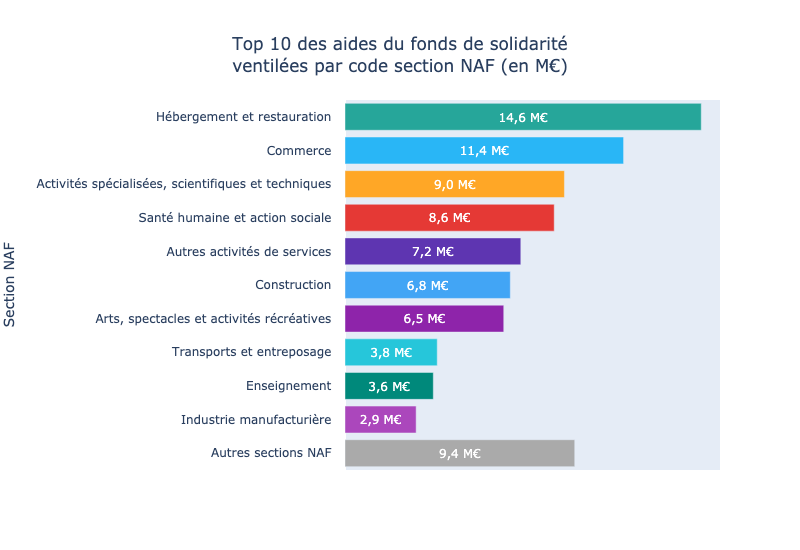 Top 10 des aides du fonds de solidarité
ventilées par code section NAF (en M€)
Section NAF
Hébergement et restauration 14,6 M€
Commerce 11,4 M€
Activités spécialisées, scientifiques et techniques 9,0 M€
Santé humaine et action sociale 8,6 M€
Autres activités de services 7,2 M€
Construction 6,8 M€
Arts, spectacles et activités récréatives 6,5 M€
Transports et entreposage 3,8 M€
Enseignement 3,6 M€
Industrie manufacturière 2,9 M€
Autres sections NAF 9,4 M€